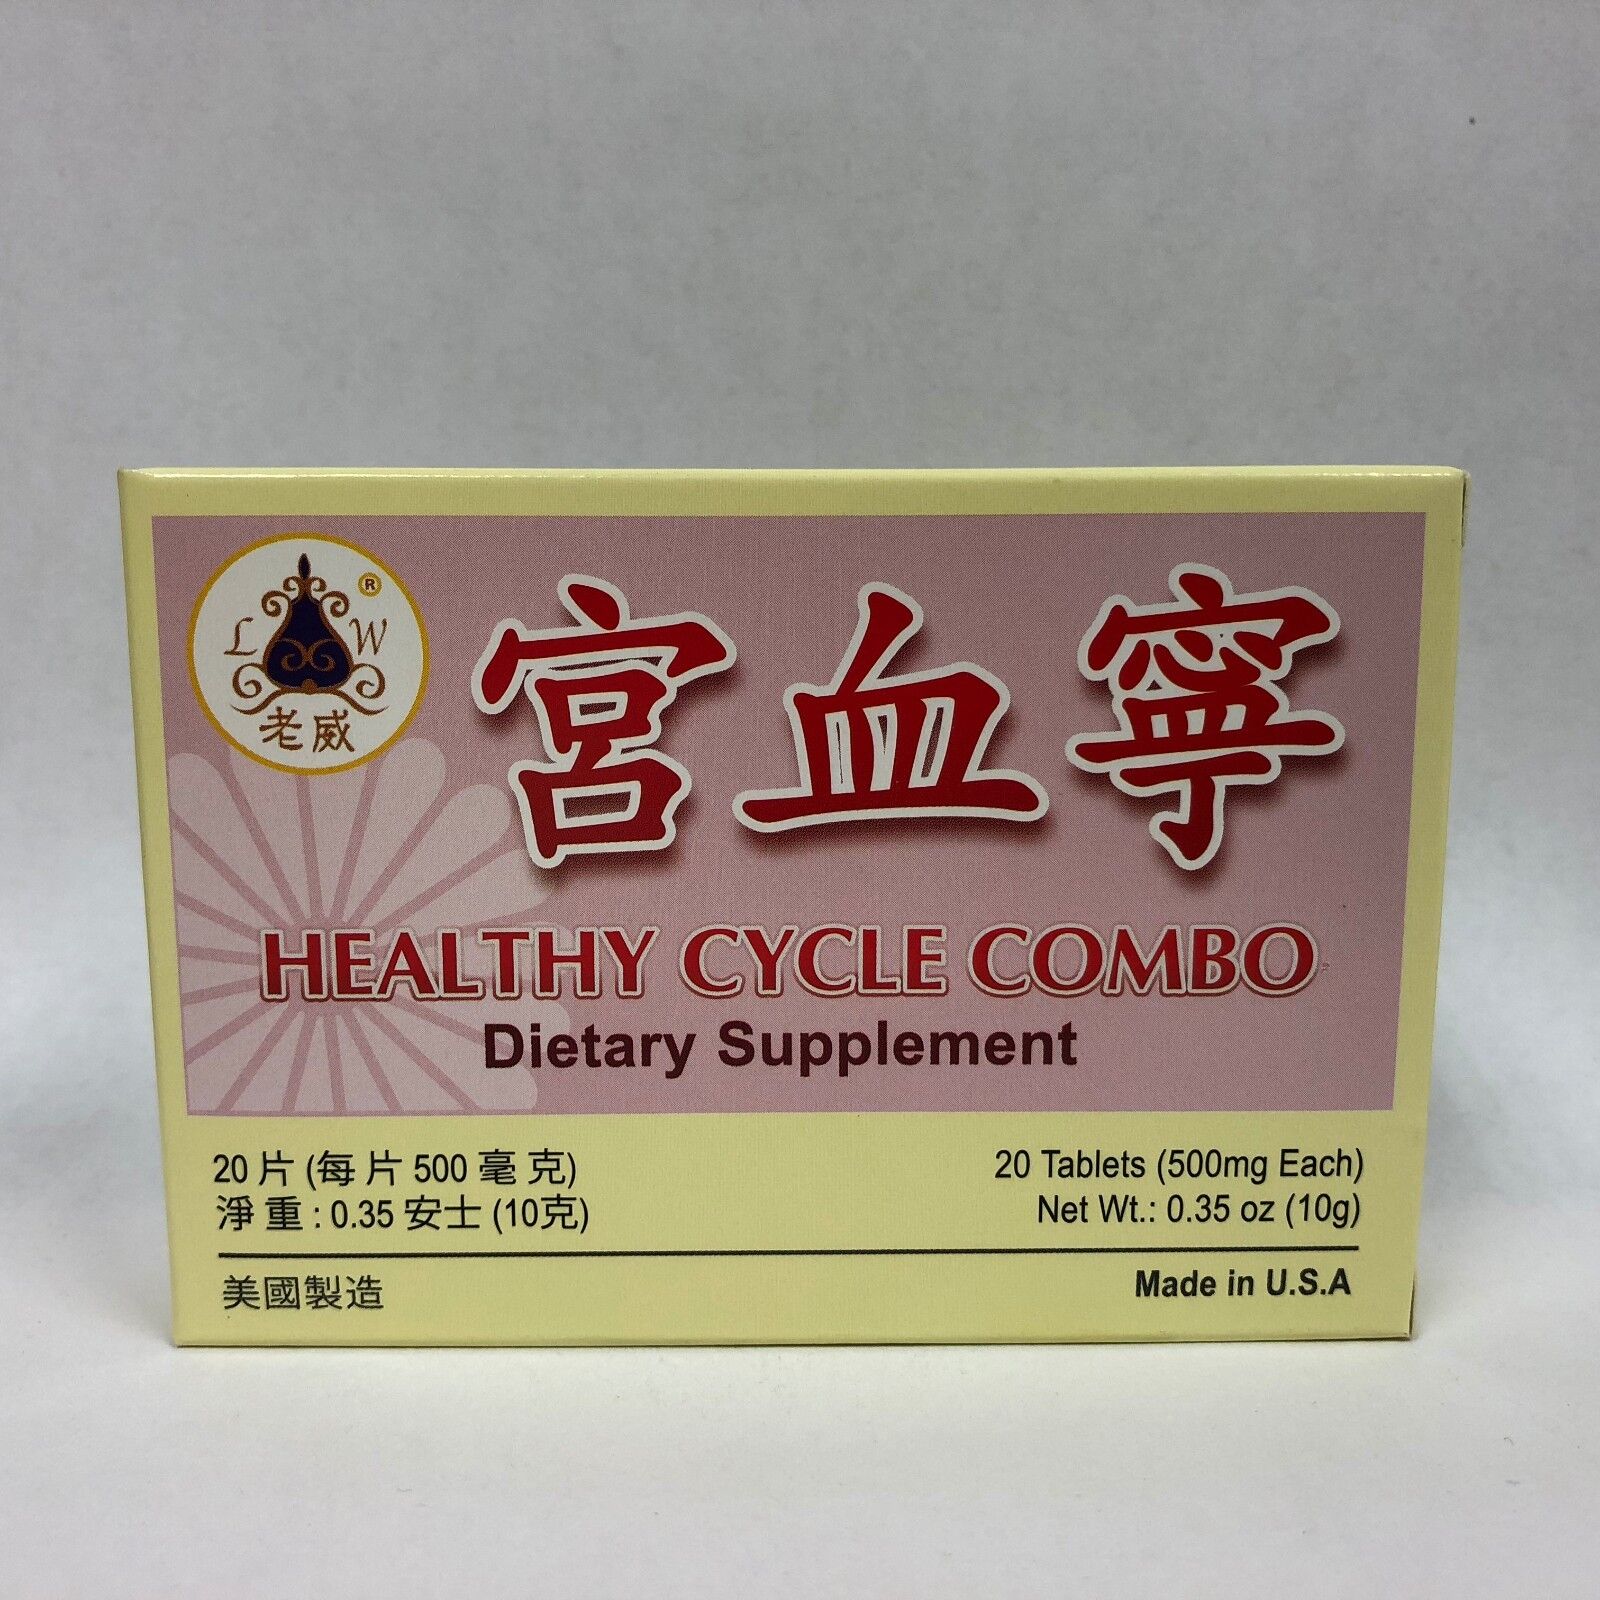 L W ®
老威
宮血寧
HEALTHY CYCLE COMBO
Dietary Supplement
20 片 (每 片 500 毫 克)
淨 重 : 0.35 安士 (10克)
20 Tablets (500mg Each)
Net Wt.: 0.35 oz (10g)
美國製造
Made in U.S.A